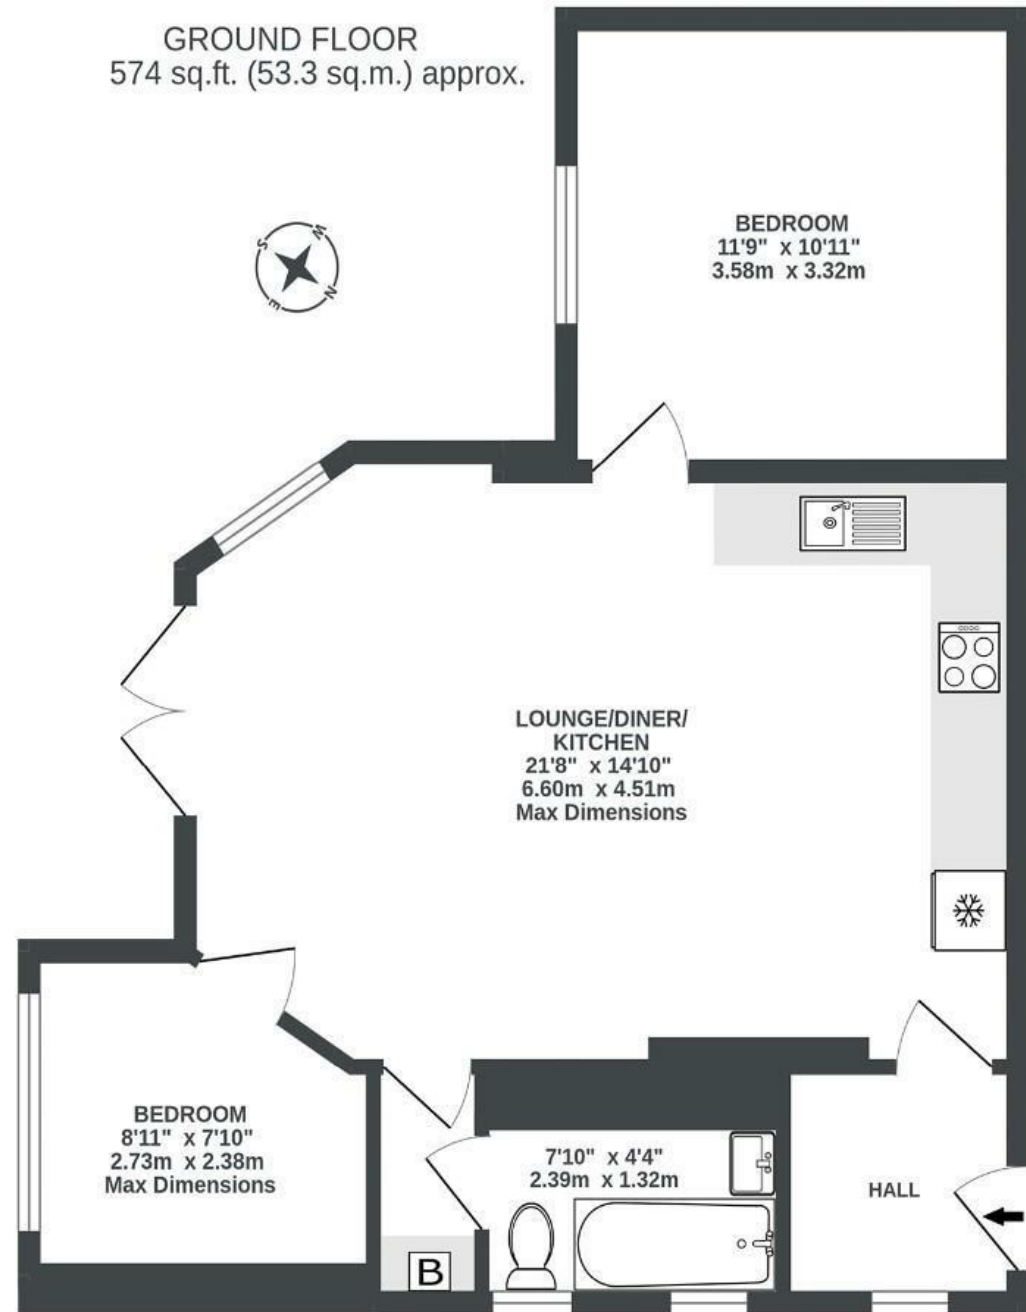 GROUND FLOOR
574 sq.ft. (53.3 sq.m.) approx.
BEDROOM
11'9" x 10'11"
3.58m x 3.32m
S
W
E
N
LOUNGE/DINER/
KITCHEN
21'8" x 14'10"
6.60m x 4.51m
Max Dimensions
BEDROOM
8'11" x 7'10"
2.73m x 2.38m
Max Dimensions
7'10" x 4'4"
2.39m x 1.32m
HALL
B